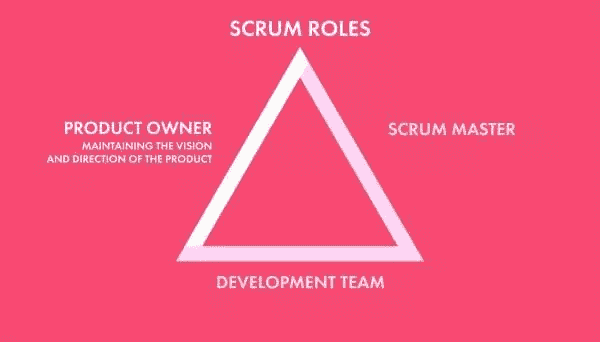 SCRUM ROLES
PRODUCT OWNER
MAINTAINING THE VISION
AND DIRECTION OF THE PRODUCT
SCRUM MASTER
DEVELOPMENT TEAM